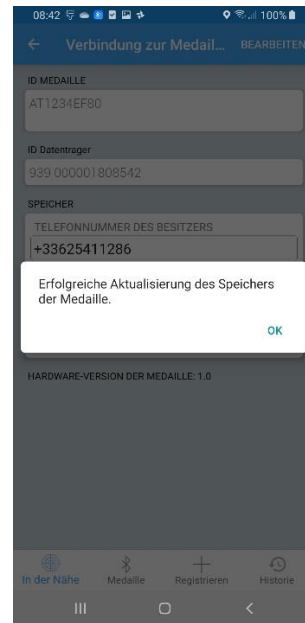 08:42 100%
Verbindung zur Medail... BEARBEITEN
ID MEDAILLE
AT1234EF80
ID Datentrager
939 000001808542
SPEICHER
TELEFONNUMMER DES BESITZERS
+33625411286
Erfolgreiche Aktualisierung des Speichers
der Medaille.
OK
HARDWARE-VERSION DER MEDAILLE: 1.0
In der Nähe Medaille Registrieren Historie